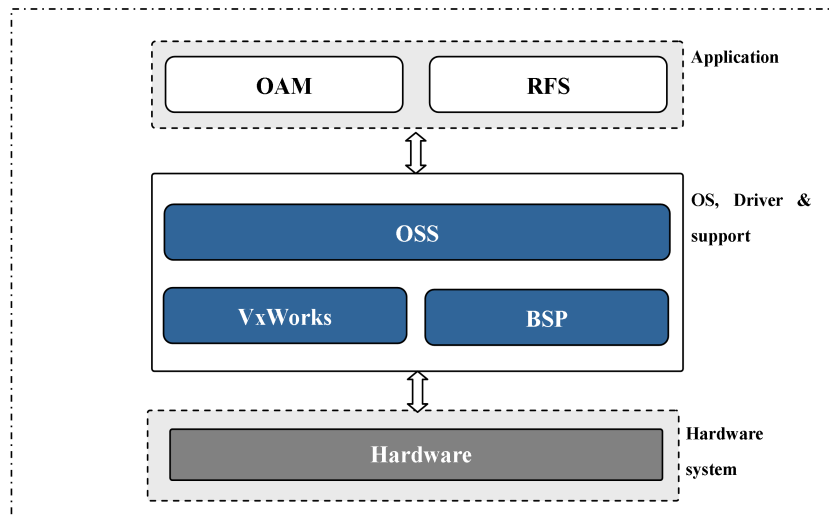 Application
OAM
RFS
OS, Driver &
support
OSS
VxWorks
BSP
Hardware
system
Hardware